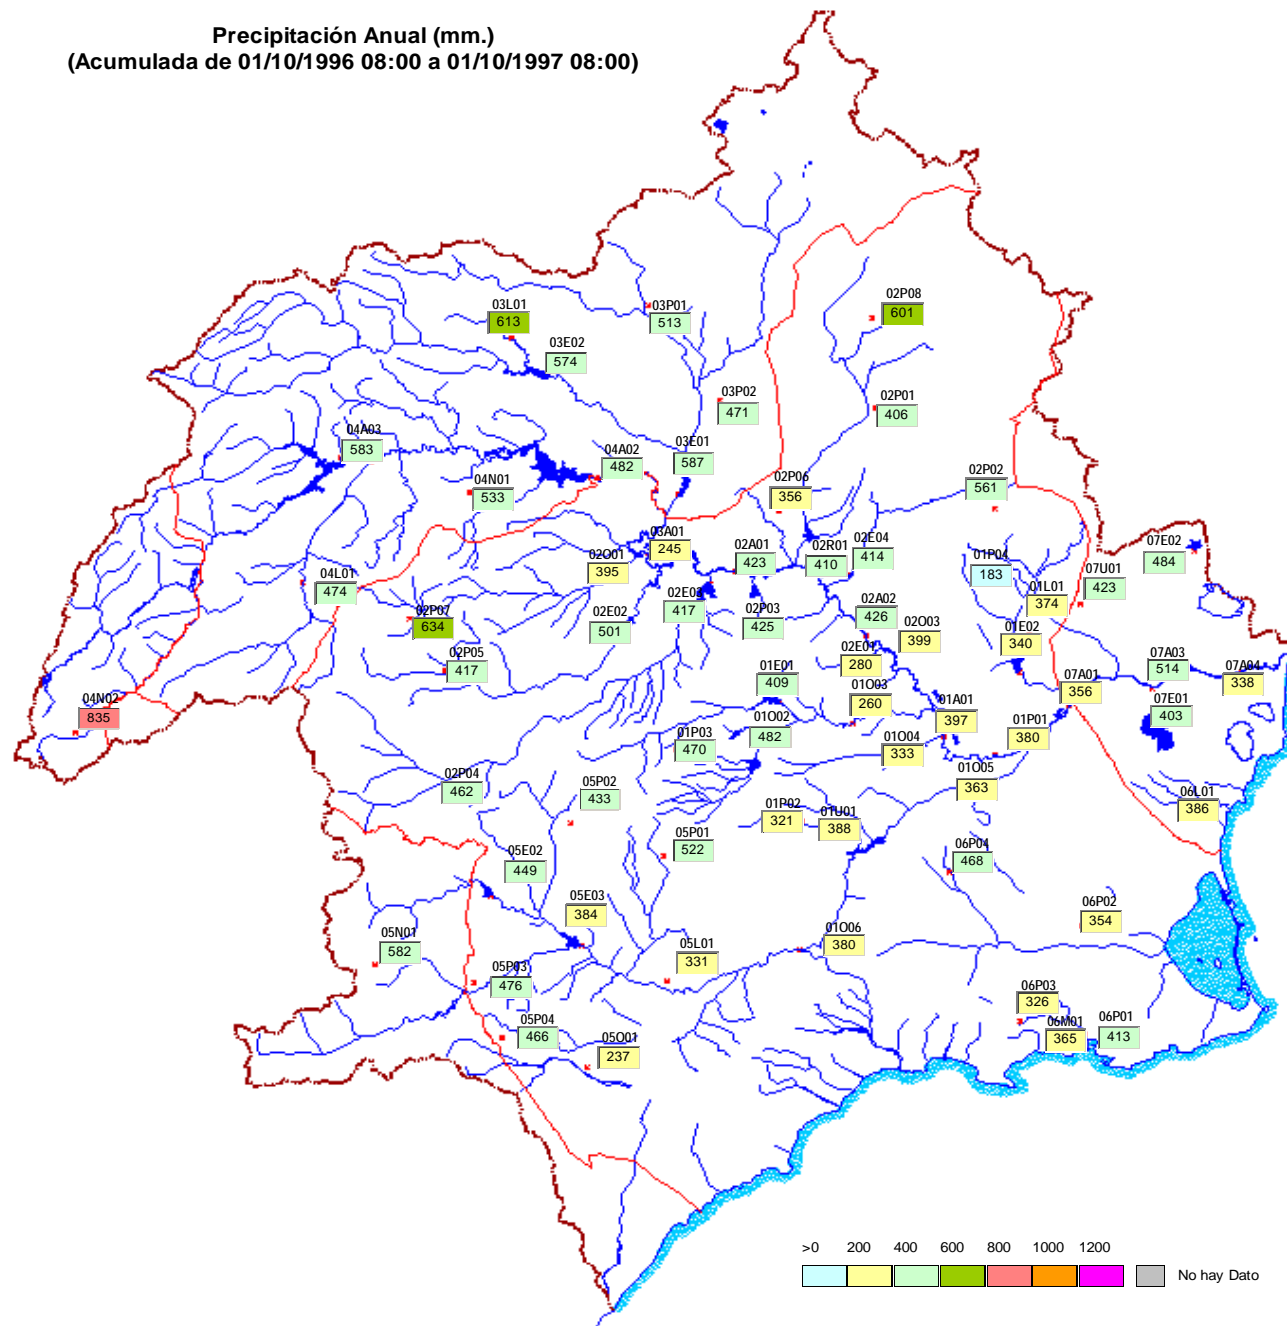 Precipitación Anual (mm.)
(Acumulada de 01/10/1996 08:00 a 01/10/1997 08:00)
02P08
601
03L01
613
03P01
513
03E02
574
03P02
471
02P01
406
04A03
583
04A02
482
03E01
587
04N01
533
02P06
356
02P02
561
03A01
245
02O01
395
02A01
423
02R01
410
02E04
414
07E02
484
01P04
183
07U01
423
04L01
474
01L01
374
02E03
417
02P07
634
02E02
501
02P03
425
02A02
426
02O03
399
01E02
340
02P05
417
02E01
280
01E01
409
07A03
514
07A04
338
07A01
356
01O03
260
04N02
835
01A01
397
07E01
403
01O02
482
01P03
470
01O04
333
01P01
380
02P04
462
05P02
433
01O05
363
06L01
386
01P02
321
01U01
388
05P01
522
06P04
468
05E02
449
05E03
384
06P02
354
05N01
582
01O06
380
05L01
331
05P03
476
06P03
326
05P04
466
06M01
365
06P01
413
05O01
237
>0 200 400 600 800 1000 1200
No hay Dato